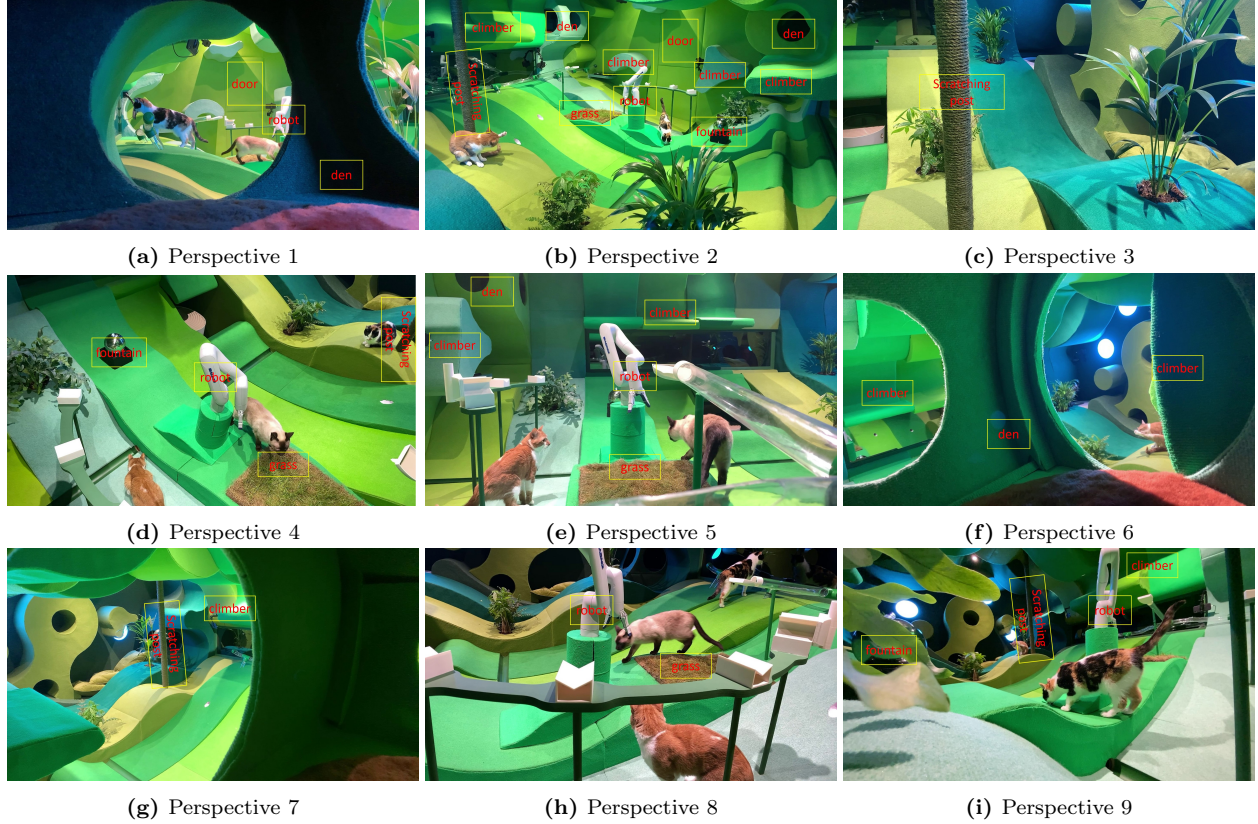 door
robot
den
(a) Perspective 1
climber
den
door
den
Scratching
post
climber
climber
climber
robot
grass
fountain
(b) Perspective 2
Scratching
post
(c) Perspective 3
fountain
robot
Scratching
post
grass
(d) Perspective 4
den
climber
climber
robot
grass
(e) Perspective 5
climber
climber
den
(f) Perspective 6
climber
Scratching
post
(g) Perspective 7
robot
grass
(h) Perspective 8
climber
Scratching
post
robot
fountain
(i) Perspective 9